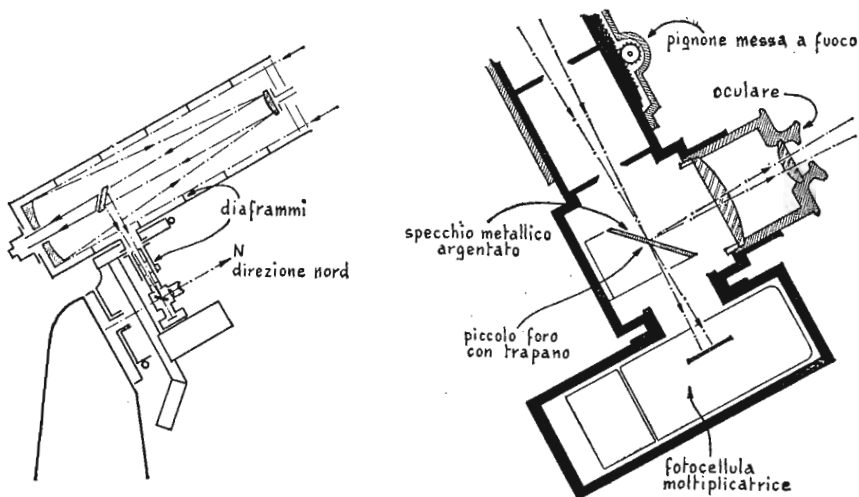 diaframmi
N
direzione nord
pignone messa a fuoco
oculare
specchio metallico
argentato
piccolo foro
con trapano
fotocellula
moltiplicatrice